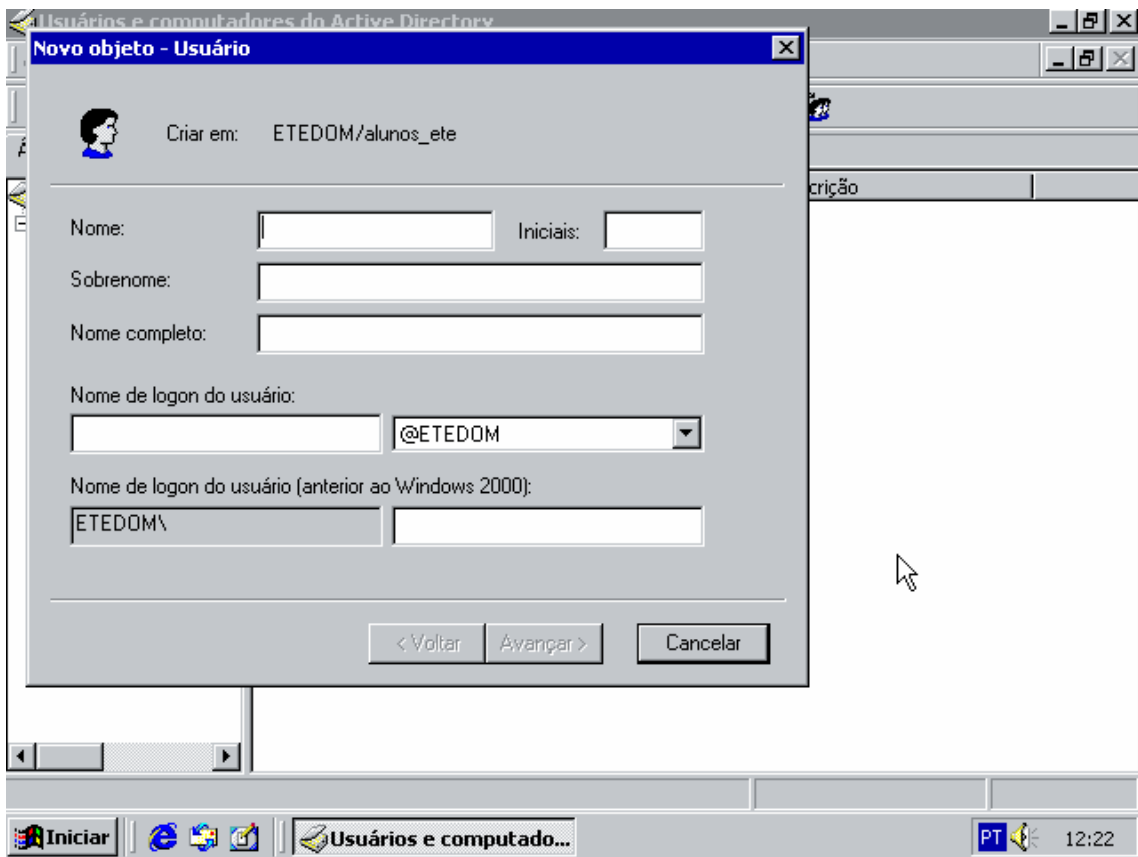 Usuários e computadores do Active Directory
Novo objeto - Usuário
Criar em: ETEDOM/alunos_ete
crição
Nome:
Iniciais:
Sobrenome:
Nome completo:
Nome de logon do usuário:
@ETEDOM
Nome de logon do usuário (anterior ao Windows 2000):
ETEDOM\
< Voltar
Avançar >
Cancelar
Iniciar
Usuários e computado...
PT
12:22